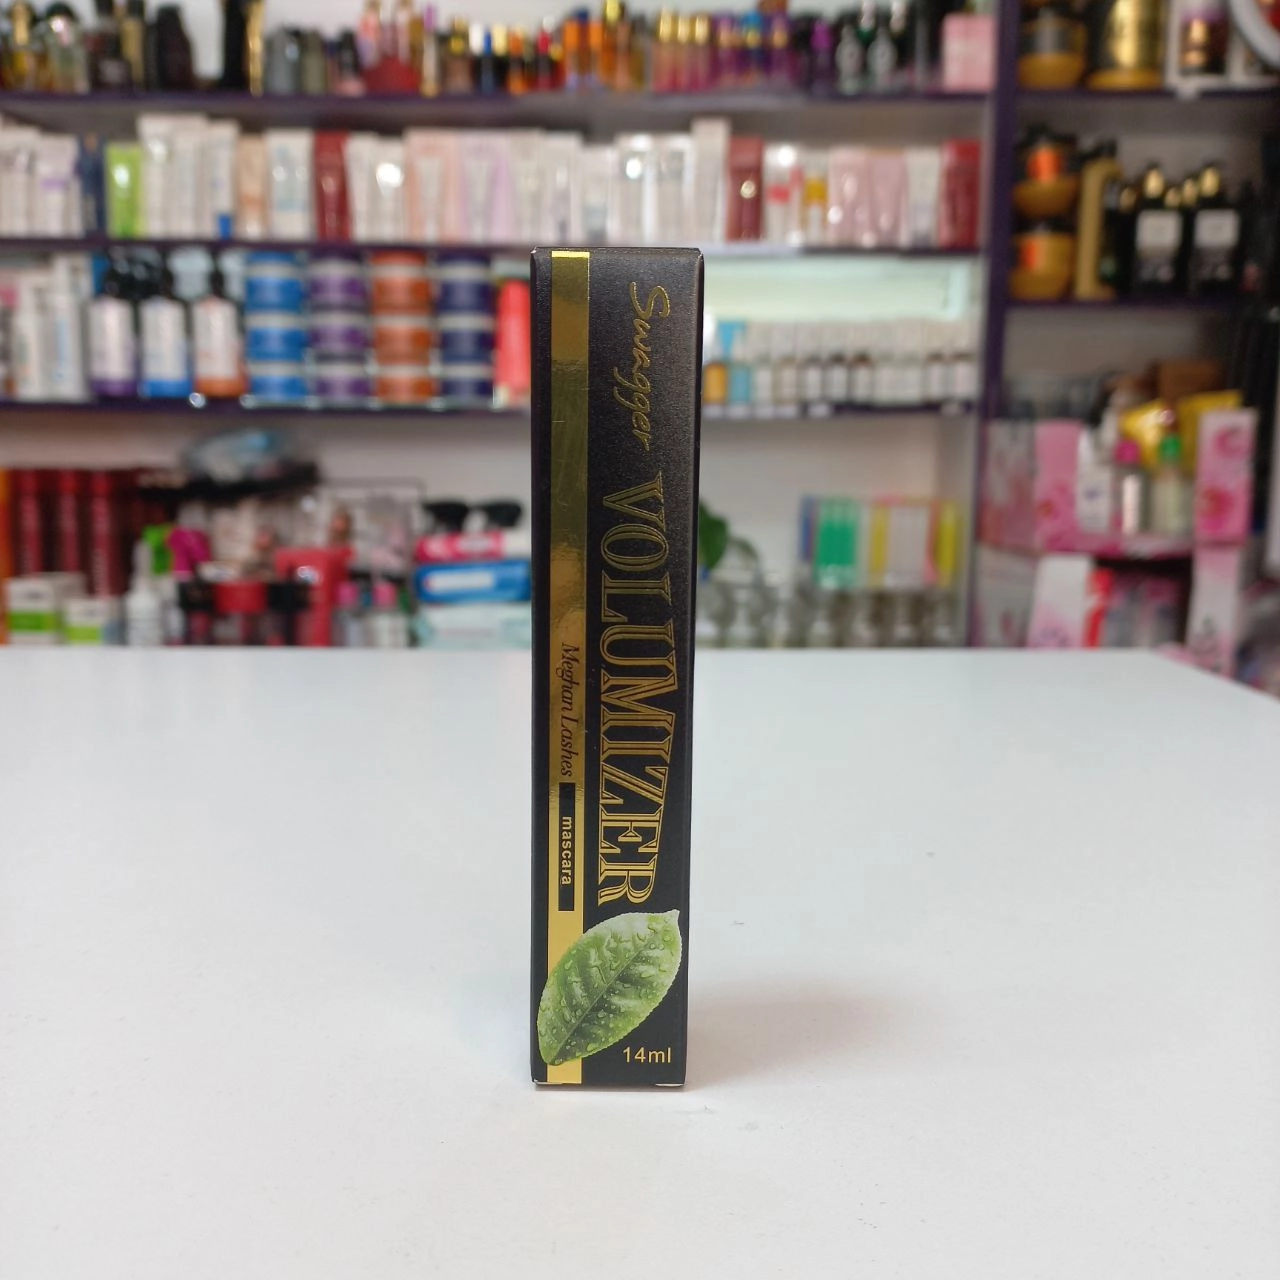 Swagger VOLUMIZER
Meghan Lashes mascara
14ml